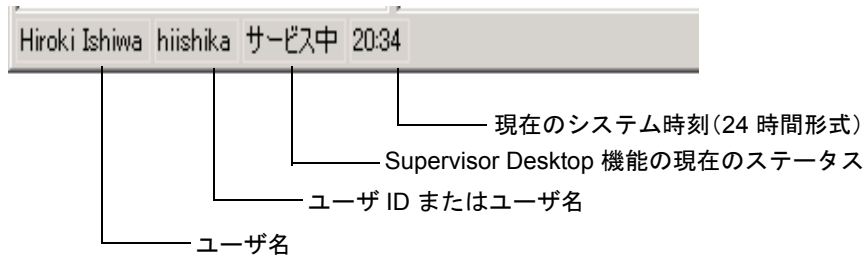 Hiroki Ishiwa hiishika サービス中 20:34
現在のシステム時刻（24 時間形式）
Supervisor Desktop 機能の現在のステータス
ユーザ ID またはユーザ名
ユーザ名